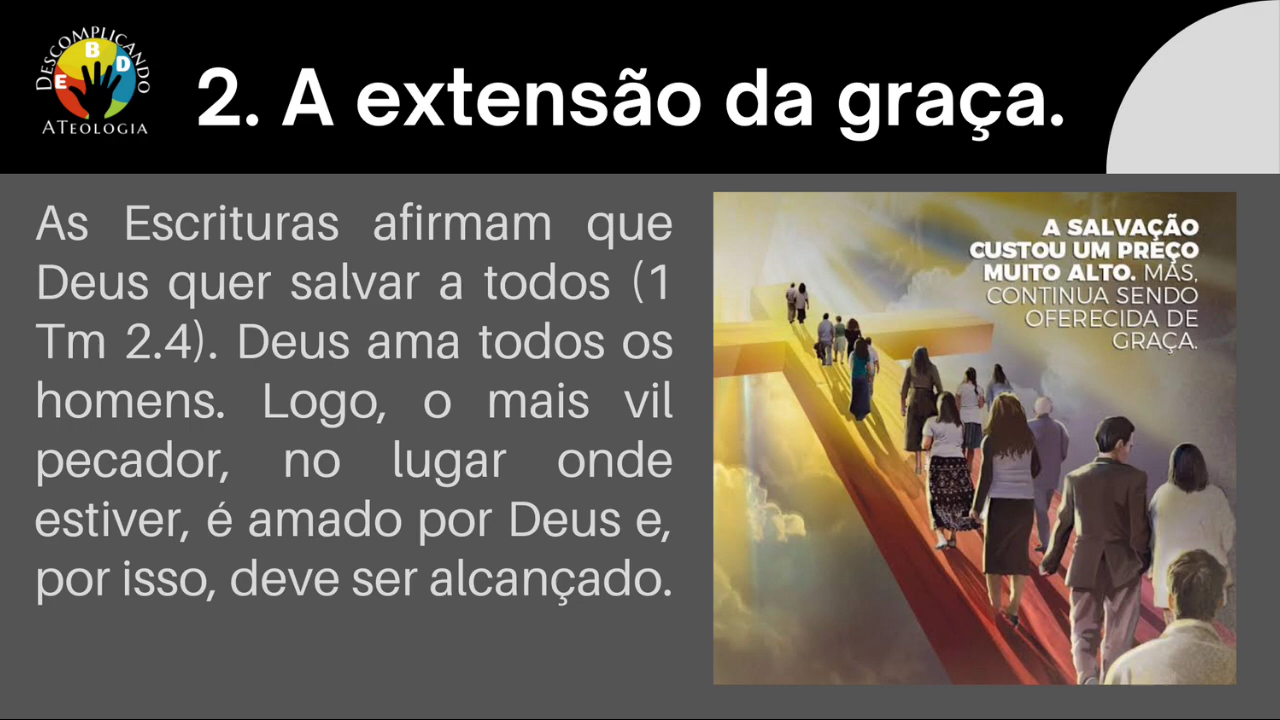 DESCOMPLICANDO
E B D
ATEOLOGIA
2. A extensão da graça.
As Escrituras afirmam que
Deus quer salvar a todos (1
Tm 2.4). Deus ama todos os
homens. Logo, o mais vil
pecador, no lugar onde
estiver, é amado por Deus e,
por isso, deve ser alcançado.
A SALVAÇÃO
CUSTOU UM PREÇO
MUITO ALTO. MAS,
CONTINUA SENDO
OFERECIDA DE
GRAÇA.